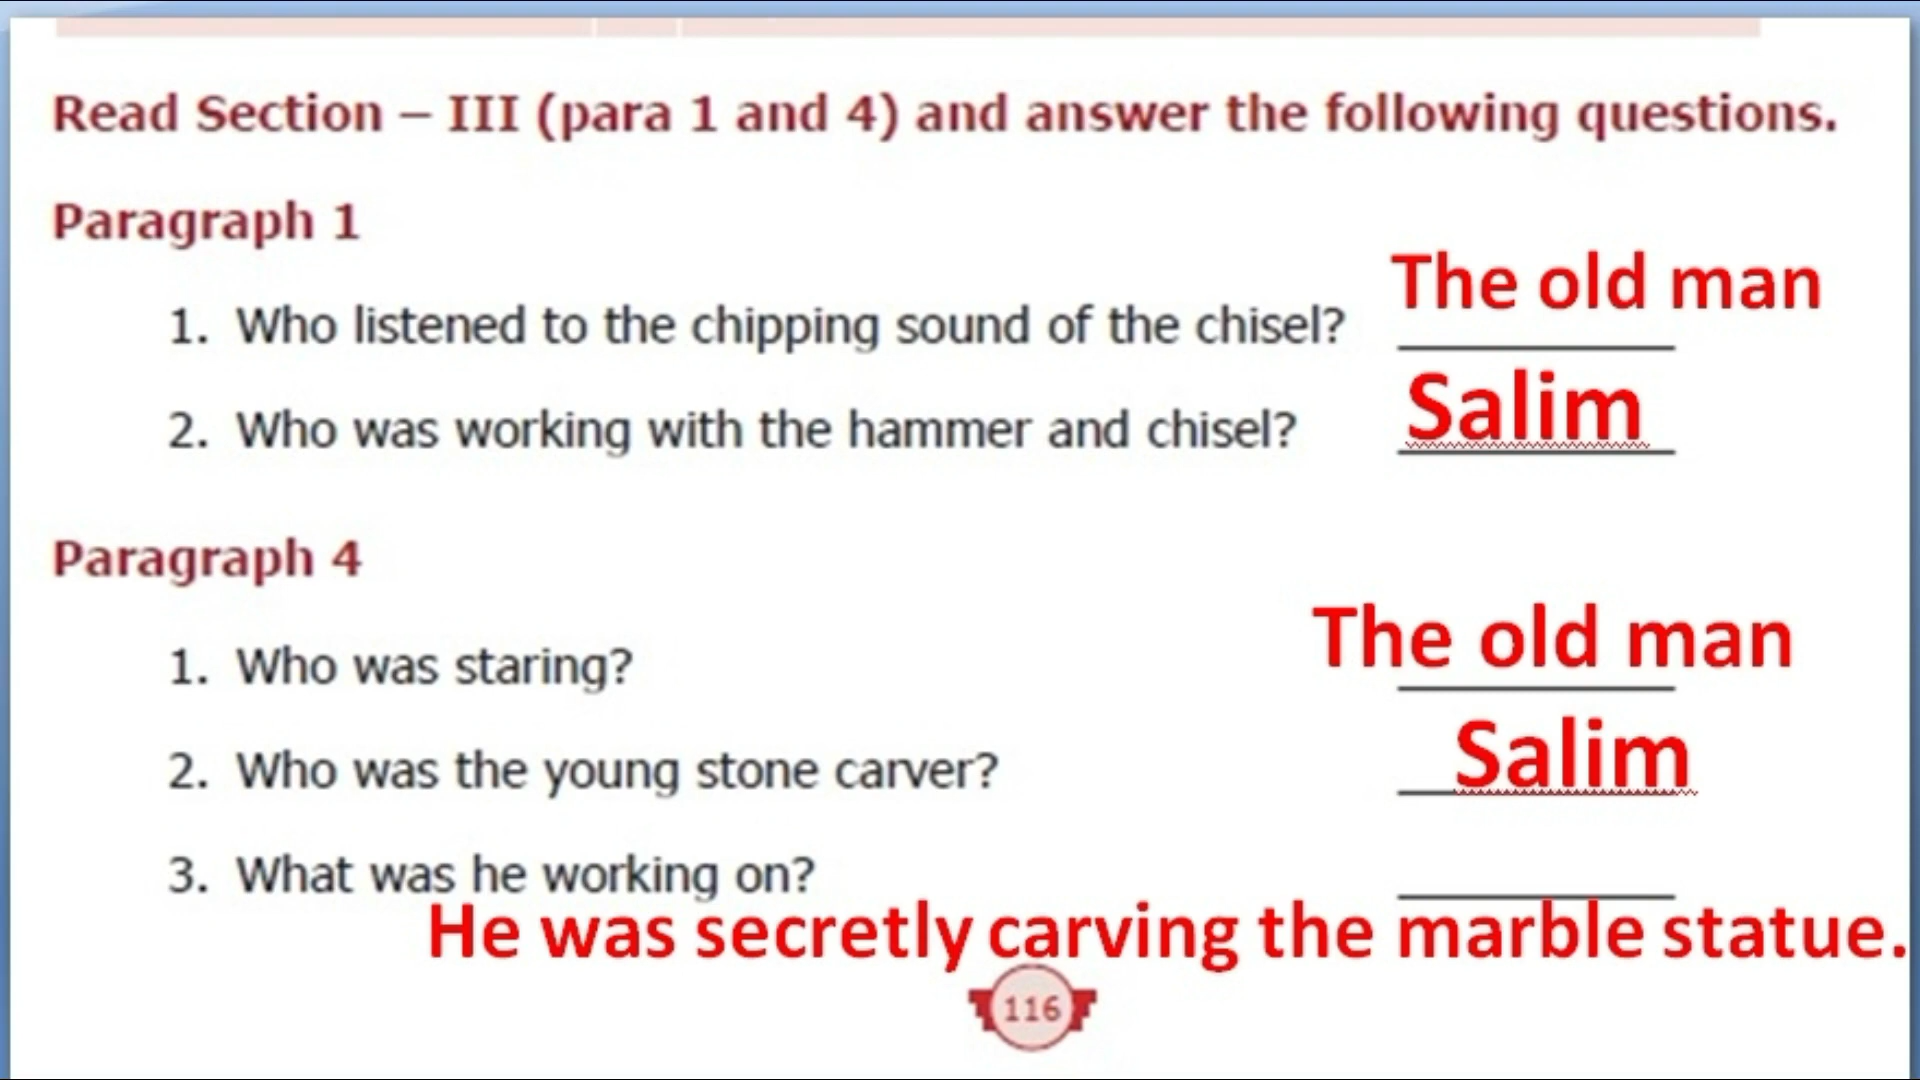 Read Section – III (para 1 and 4) and answer the following questions.
Paragraph 1
1. Who listened to the chipping sound of the chisel? The old man
2. Who was working with the hammer and chisel? Salim
Paragraph 4
1. Who was staring? The old man
2. Who was the young stone carver? Salim
3. What was he working on?
He was secretly carving the marble statue.
116